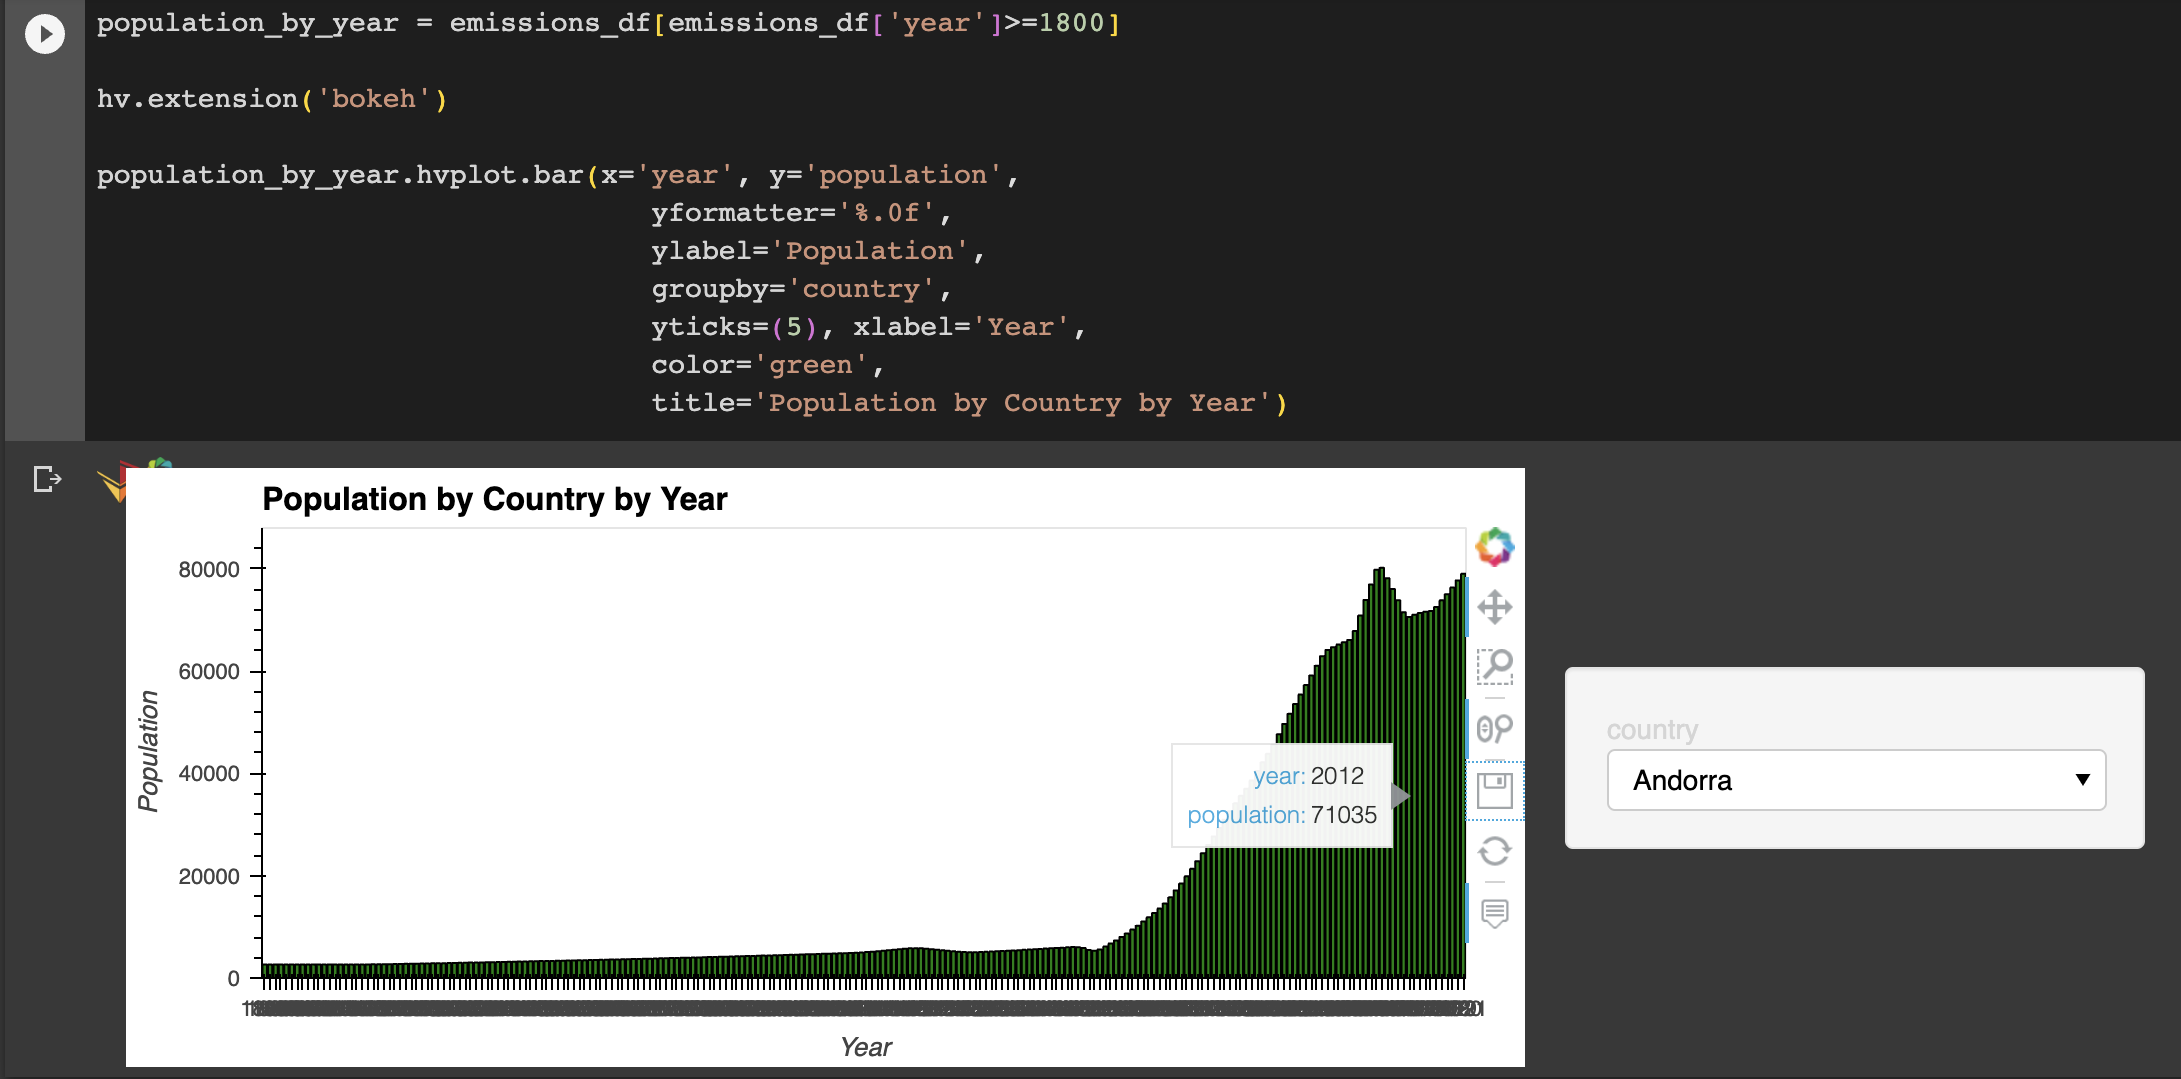 population_by_year = emissions_df[emissions_df['year']>=1800]
hv.extension('bokeh')
population_by_year.hvplot.bar(x='year', y='population',
yformatter='%.0f',
ylabel='Population',
groupby='country',
yticks=(5), xlabel='Year',
color='green',
title='Population by Country by Year')
Population by Country by Year
80000
60000
40000
20000
0
Population
year: 2012
population: 71035
Year
country
Andorra